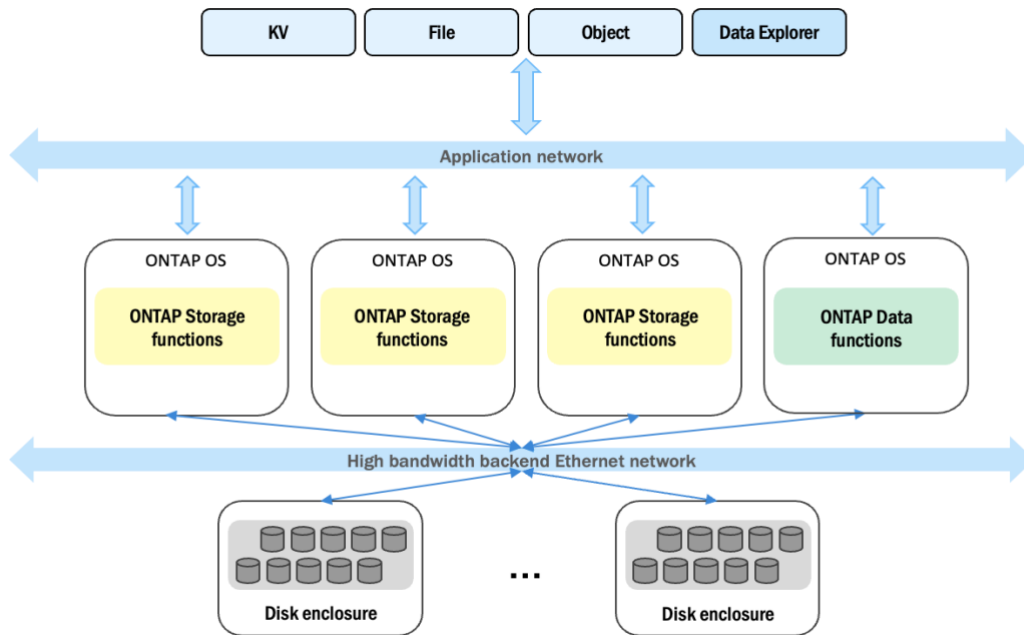 KV
File
Object
Data Explorer
Application network
ONTAP OS
ONTAP Storage
functions
ONTAP OS
ONTAP Storage
functions
ONTAP OS
ONTAP Storage
functions
ONTAP OS
ONTAP Data
functions
High bandwidth backend Ethernet network
Disk enclosure
...
Disk enclosure